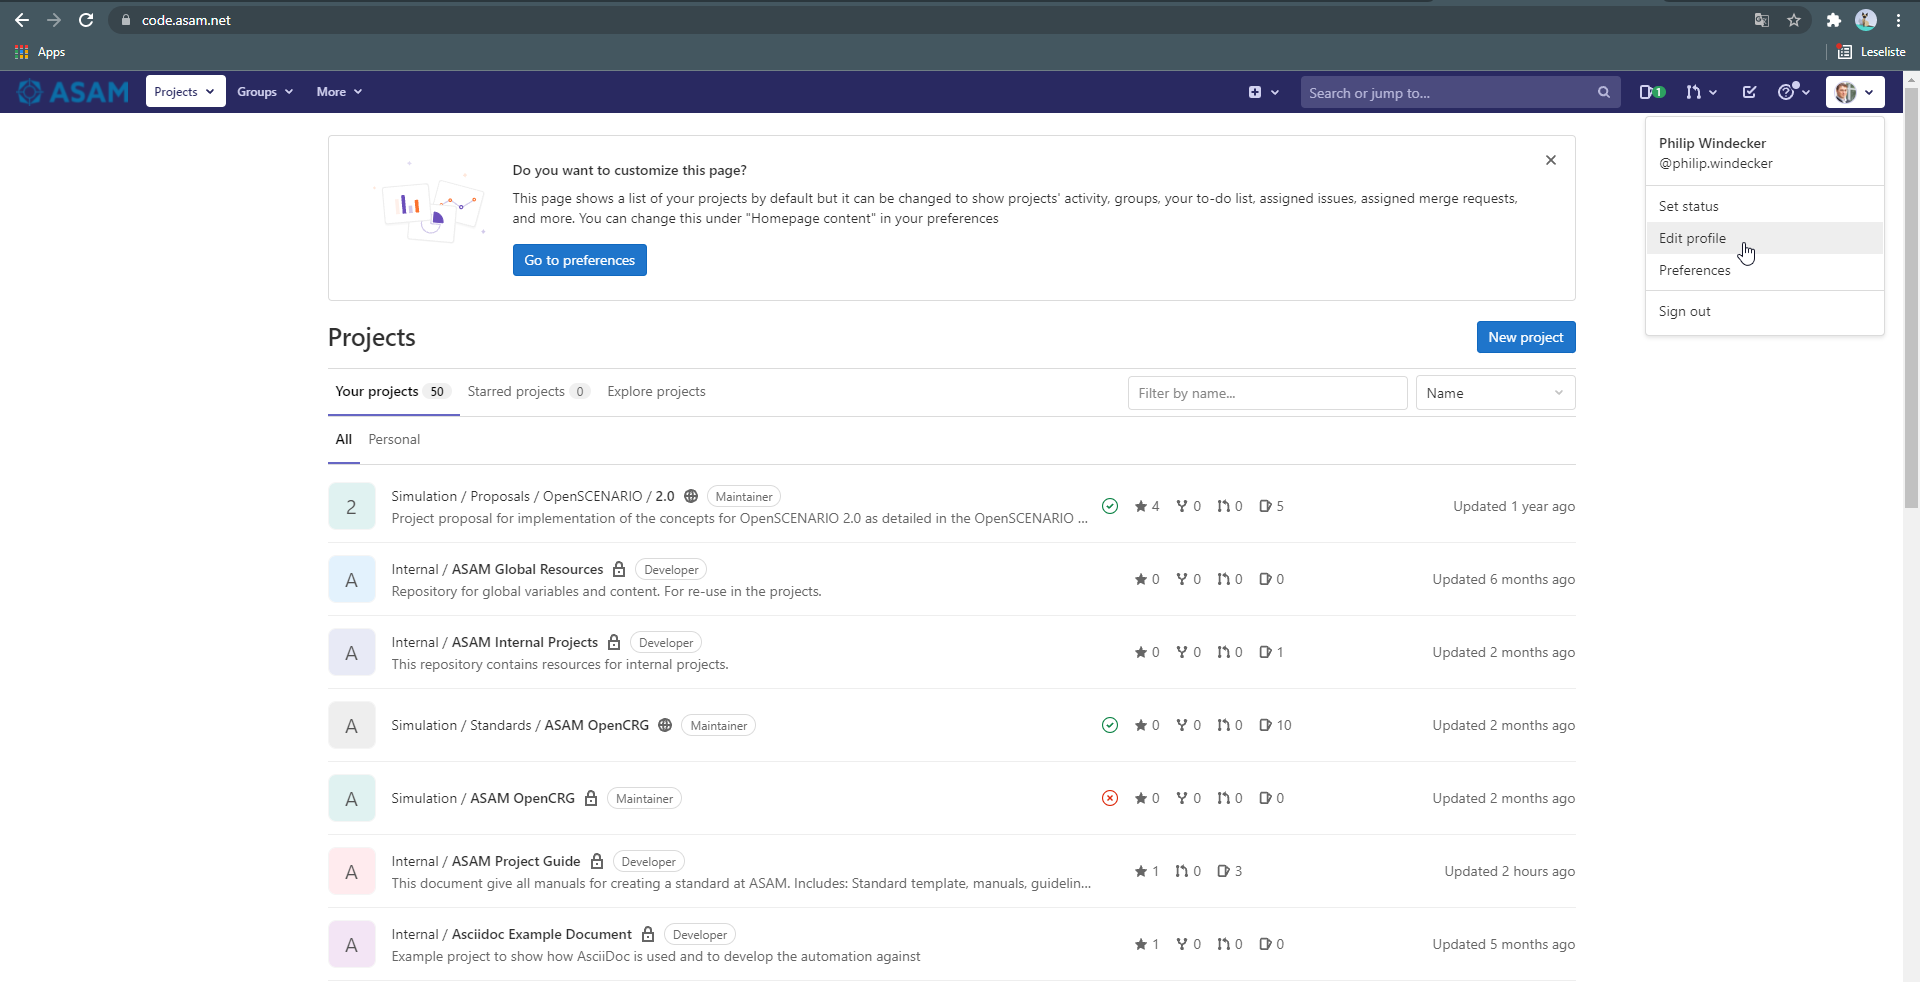 code.asam.net
Apps
Leseliste
ASAM
Projects
Groups
More
Search or jump to...
1
Philip Windecker
@philip.windecker
Set status
Edit profile
Preferences
Sign out
Do you want to customize this page?
This page shows a list of your projects by default but it can be changed to show projects' activity, groups, your to-do list, assigned issues, assigned merge requests,
and more. You can change this under "Homepage content" in your preferences
Go to preferences
Projects
New project
Your projects 50
Starred projects 0
Explore projects
Filter by name...
Name
All
Personal
2
Simulation / Proposals / OpenSCENARIO / 2.0 Maintainer
Project proposal for implementation of the concepts for OpenSCENARIO 2.0 as detailed in the OpenSCENARIO ...
4 0 0 5
Updated 1 year ago
A
Internal / ASAM Global Resources Developer
Repository for global variables and content. For re-use in the projects.
0 0 0 0
Updated 6 months ago
A
Internal / ASAM Internal Projects Developer
This repository contains resources for internal projects.
0 0 0 1
Updated 2 months ago
A
Simulation / Standards / ASAM OpenCRG Maintainer
0 0 0 10
Updated 2 months ago
A
Simulation / ASAM OpenCRG Maintainer
0 0 0 0
Updated 2 months ago
A
Internal / ASAM Project Guide Developer
This document give all manuals for creating a standard at ASAM. Includes: Standard template, manuals, guidelin...
1 0 3
Updated 2 hours ago
A
Internal / Asciidoc Example Document Developer
Example project to show how AsciiDoc is used and to develop the automation against
1 0 0 0
Updated 5 months ago